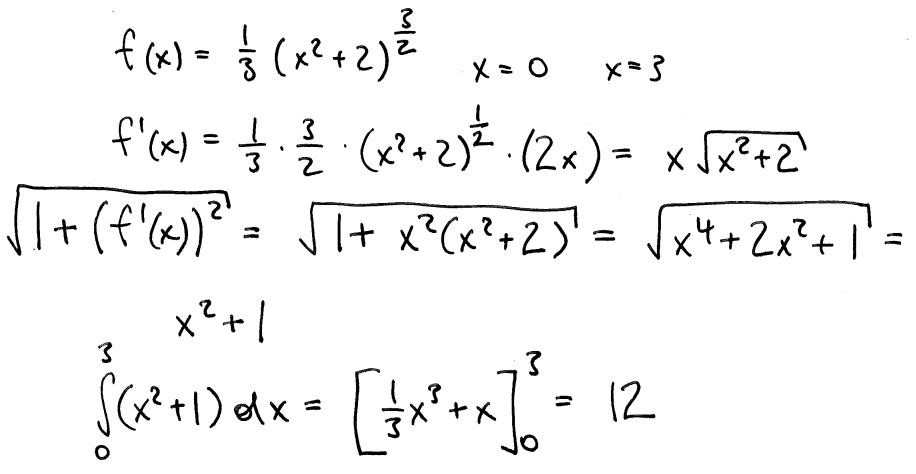 f(x) = 1/3 (x²+2)^(3/2) x = 0 x = 3
f'(x) = 1/3 · 3/2 · (x²+2)^(1/2) · (2x) = x√(x²+2)
√(1 + (f'(x))²) = √(1 + x²(x²+2)) = √(x⁴+2x²+1) =
x² + 1
∫₀³ (x²+1) dx = [1/3 x³ + x]₀³ = 12